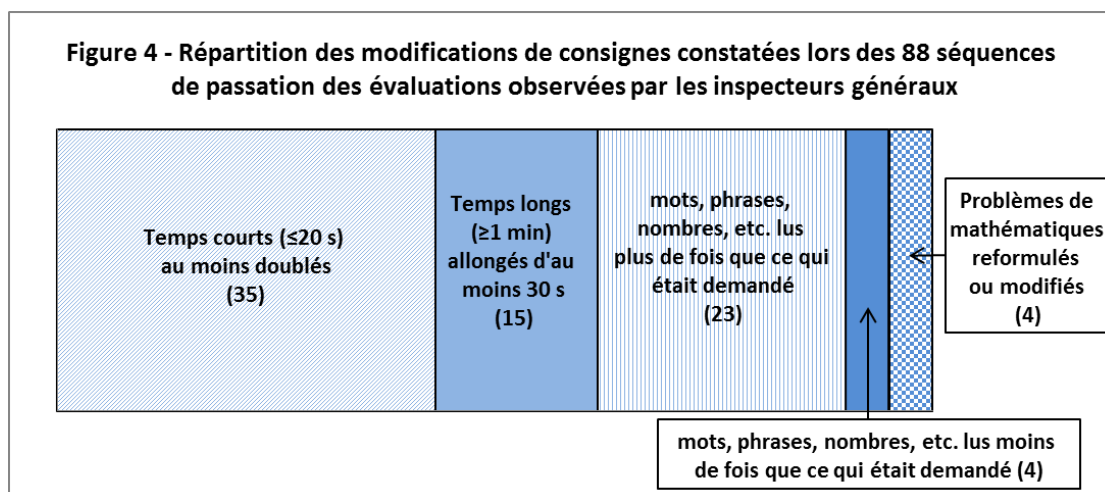 Figure 4 - Répartition des modifications de consignes constatées lors des 88 séquences
de passation des évaluations observées par les inspecteurs généraux
Temps courts (≤20 s)
au moins doublés
(35)
Temps longs
(≥1 min)
allongés d'au
moins 30 s
(15)
mots, phrases,
nombres, etc. lus
plus de fois que ce qui
était demandé
(23)
Problèmes de
mathématiques
reformulés
ou modifiés
(4)
mots, phrases, nombres, etc. lus moins
de fois que ce qui était demandé (4)